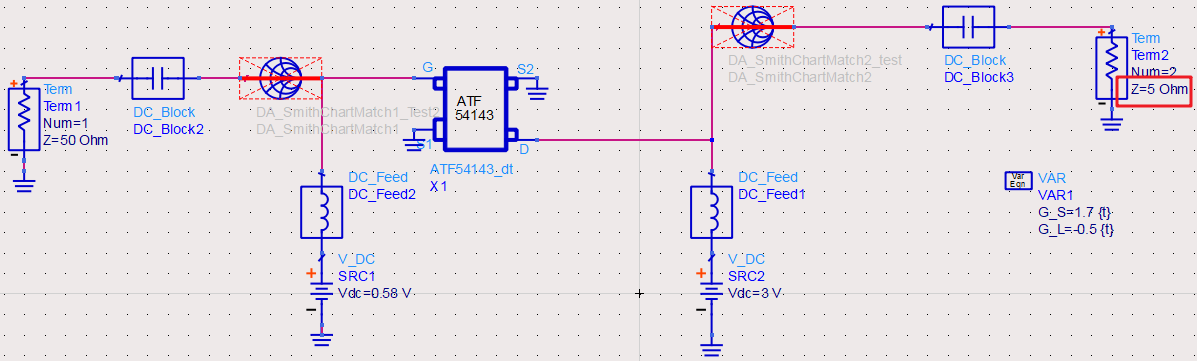 Term
Term1
Num=1
Z=50 Ohm
DC_Block
DC_Block2
DA_SmithChartMatch1_Test2
DA_SmithChartMatch1
G
S2
ATF
54143
S1
D
ATF54143_dt
X1
DC_Feed
DC_Feed2
V_DC
SRC1
Vdc=0.58 V
DA_SmithChartMatch2_test
DA_SmithChartMatch2
DC_Block
DC_Block3
Term
Term2
Num=2
Z=5 Ohm
DC_Feed
DC_Feed1
V_DC
SRC2
Vdc=3 V
Var
Eqn
VAR
VAR1
G_S=1.7 {t}
G_L=-0.5 {t}